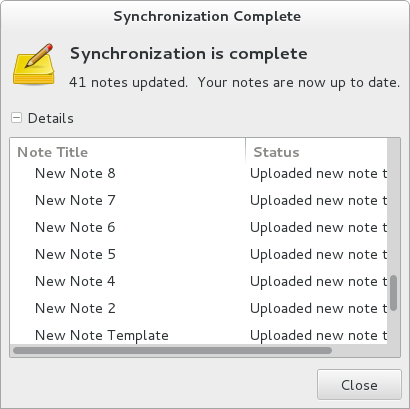 Synchronization Complete
Synchronization is complete
41 notes updated. Your notes are now up to date.
Details
Note Title Status
New Note 8 Uploaded new note t
New Note 7 Uploaded new note t
New Note 6 Uploaded new note t
New Note 5 Uploaded new note t
New Note 4 Uploaded new note t
New Note 2 Uploaded new note t
New Note Template Uploaded new note t
Close